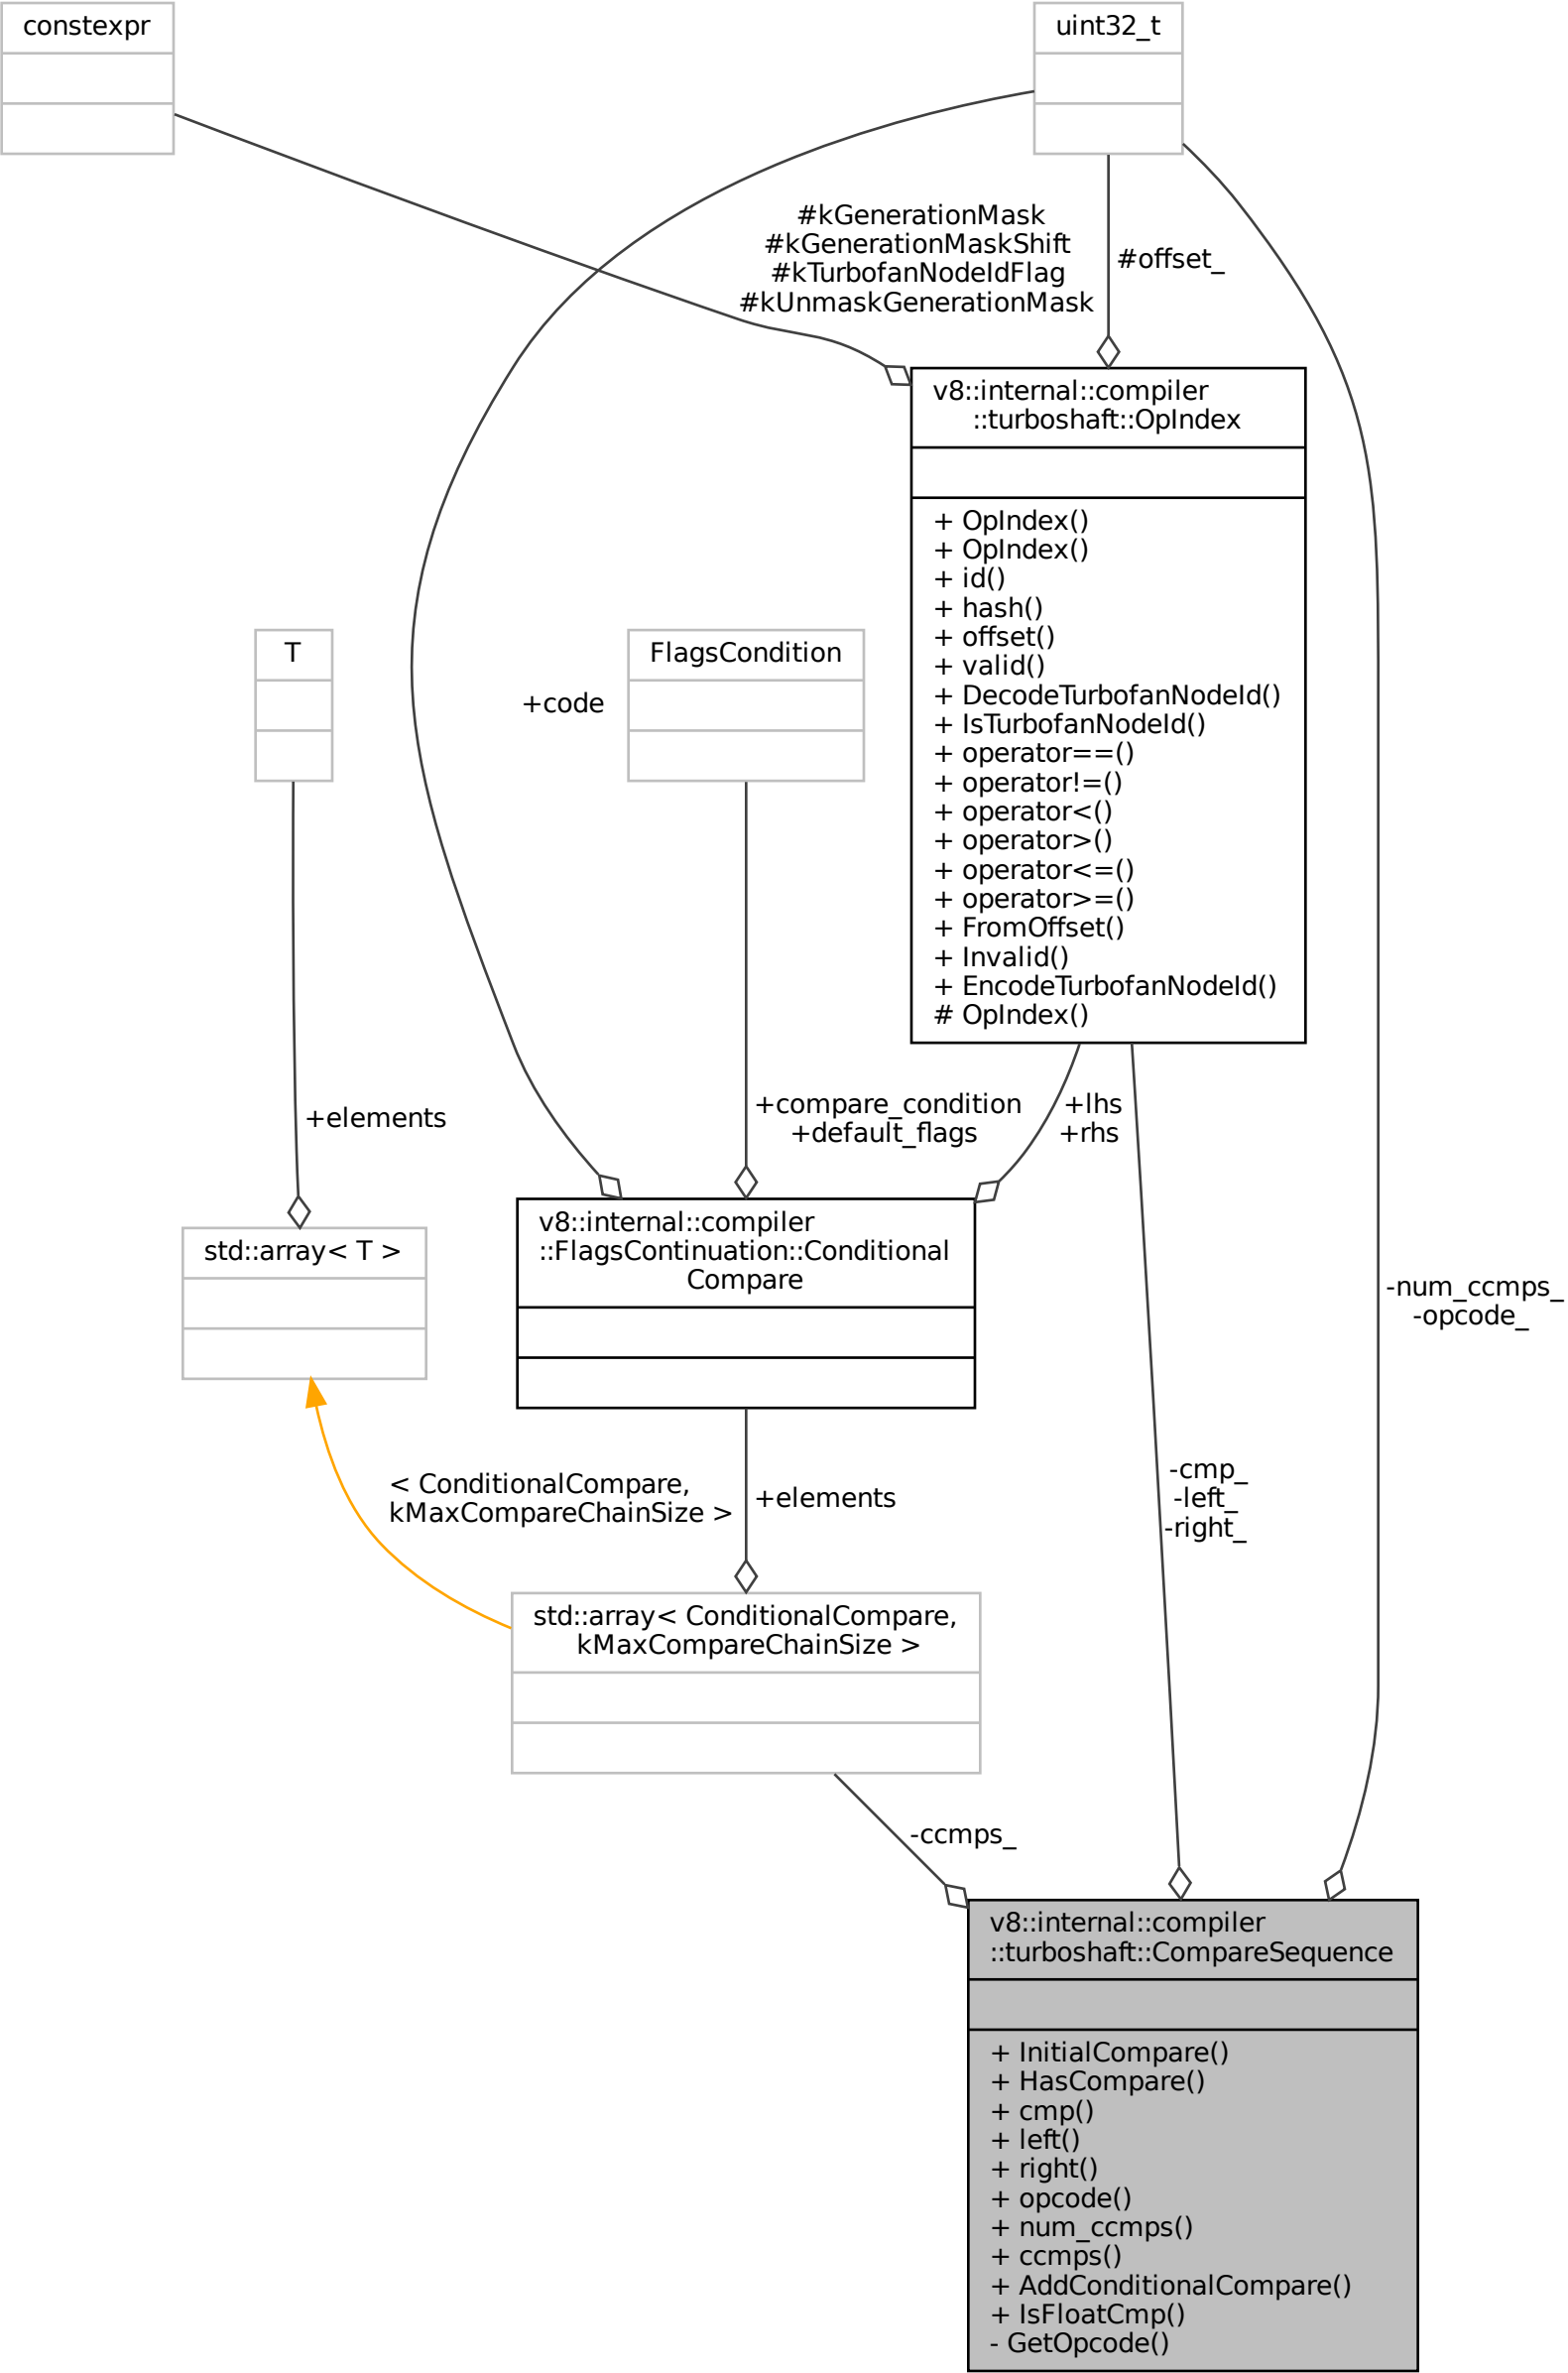 constexpr
uint32_t
#kGenerationMask
#kGenerationMaskShift
#kTurbofanNodeIdFlag
#kUnmaskGenerationMask
#offset_
v8::internal::compiler
::turboshaft::OpIndex
+ OpIndex()
+ OpIndex()
+ id()
+ hash()
+ offset()
+ valid()
+ DecodeTurbofanNodeId()
+ IsTurbofanNodeId()
+ operator==()
+ operator!=()
+ operator<()
+ operator>()
+ operator<=()
+ operator>=()
+ FromOffset()
+ Invalid()
+ EncodeTurbofanNodeId()
# OpIndex()
T
+code
FlagsCondition
+elements
+compare_condition
+default_flags
+lhs
+rhs
std::array< T >
v8::internal::compiler
::FlagsContinuation::Conditional
Compare
-num_ccmps_
-opcode_
< ConditionalCompare,
kMaxCompareChainSize >
+elements
-cmp_
-left_
-right_
std::array< ConditionalCompare,
kMaxCompareChainSize >
-ccmps_
v8::internal::compiler
::turboshaft::CompareSequence
+ InitialCompare()
+ HasCompare()
+ cmp()
+ left()
+ right()
+ opcode()
+ num_ccmps()
+ ccmps()
+ AddConditionalCompare()
+ IsFloatCmp()
- GetOpcode()